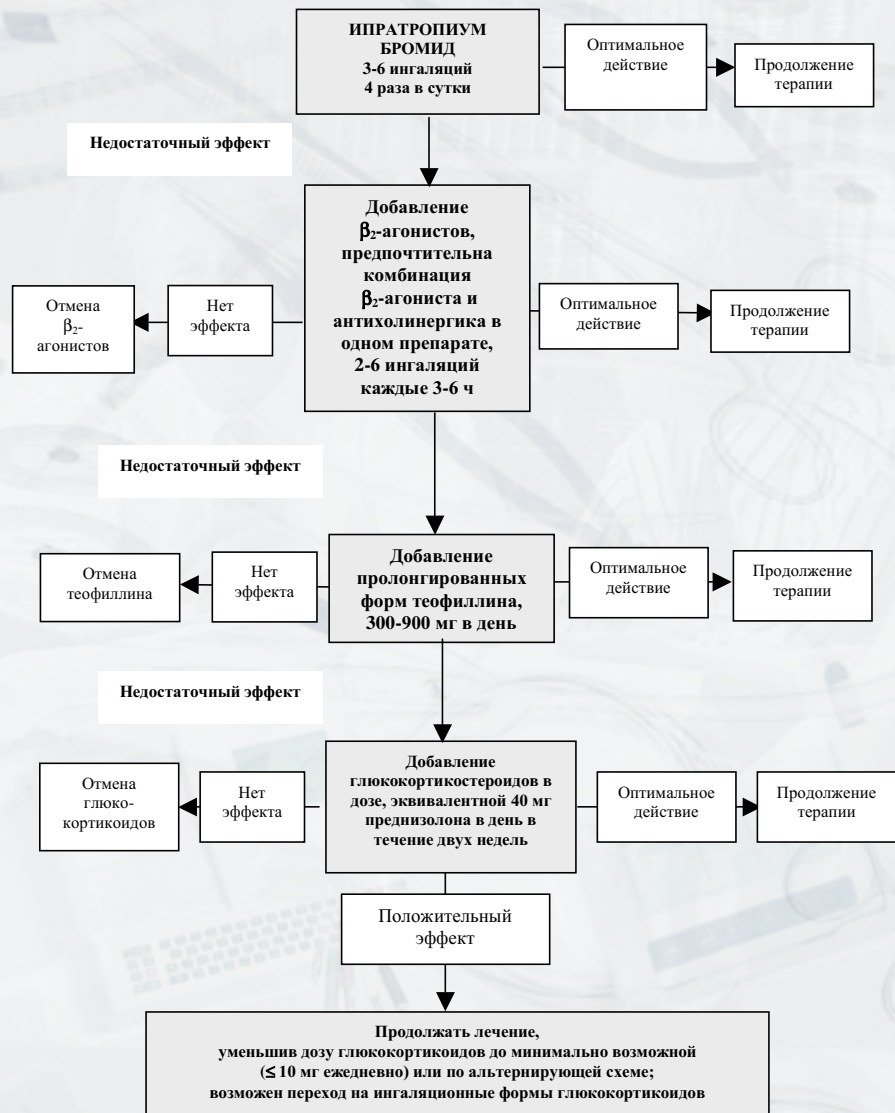 ИПРАТРОПИУМ
БРОМИД
3-6 ингаляций
4 раза в сутки
Оптимальное
действие
Продолжение
терапии
Недостаточный эффект
Добавление
β₂-агонистов,
предпочтительна
комбинация
β₂-агониста и
антихолинергика в
одном препарате,
2-6 ингаляций
каждые 3-6 ч
Отмена
β₂-
агонистов
Нет
эффекта
Оптимальное
действие
Продолжение
терапии
Недостаточный эффект
Добавление
пролонгированных
форм теофиллина,
300-900 мг в день
Отмена
теофиллина
Нет
эффекта
Оптимальное
действие
Продолжение
терапии
Недостаточный эффект
Добавление
глюкокортикостероидов в
дозе, эквивалентной 40 мг
преднизолона в день в
течение двух недель
Отмена
глюко-
кортикоидов
Нет
эффекта
Оптимальное
действие
Продолжение
терапии
Положительный
эффект
Продолжать лечение,
уменьшив дозу глюкокортикоидов до минимально возможной
(≤ 10 мг ежедневно) или по альтернирующей схеме;
возможен переход на ингаляционные формы глюкокортикоидов